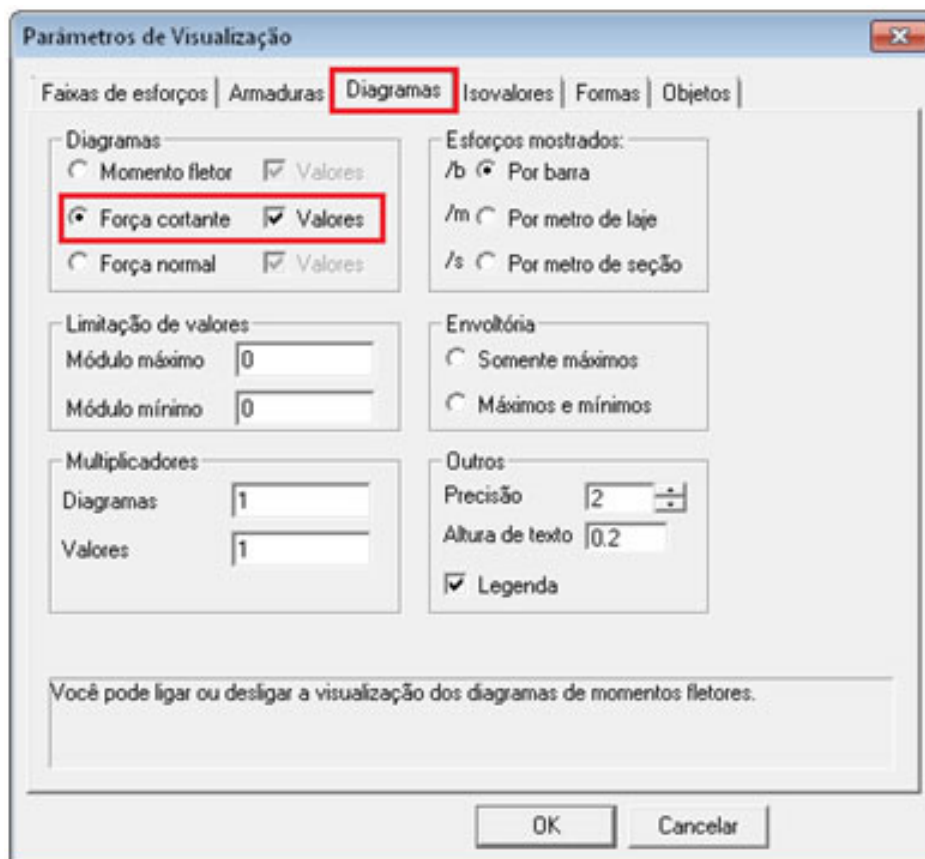 Parâmetros de Visualização
Faixas de esforços Armaduras Diagramas Isovalores Formas Objetos
Diagramas
Momento fletor Valores
Força cortante Valores
Força normal Valores
Esforços mostrados:
/b Por barra
/m Por metro de laje
/s Por metro de seção
Limitação de valores
Módulo máximo 0
Módulo mínimo 0
Envoltória
Somente máximos
Máximos e mínimos
Multiplicadores
Diagramas 1
Valores 1
Outros
Precisão 2
Altura de texto 0.2
Legenda
Você pode ligar ou desligar a visualização dos diagramas de momentos fletores.
OK Cancelar